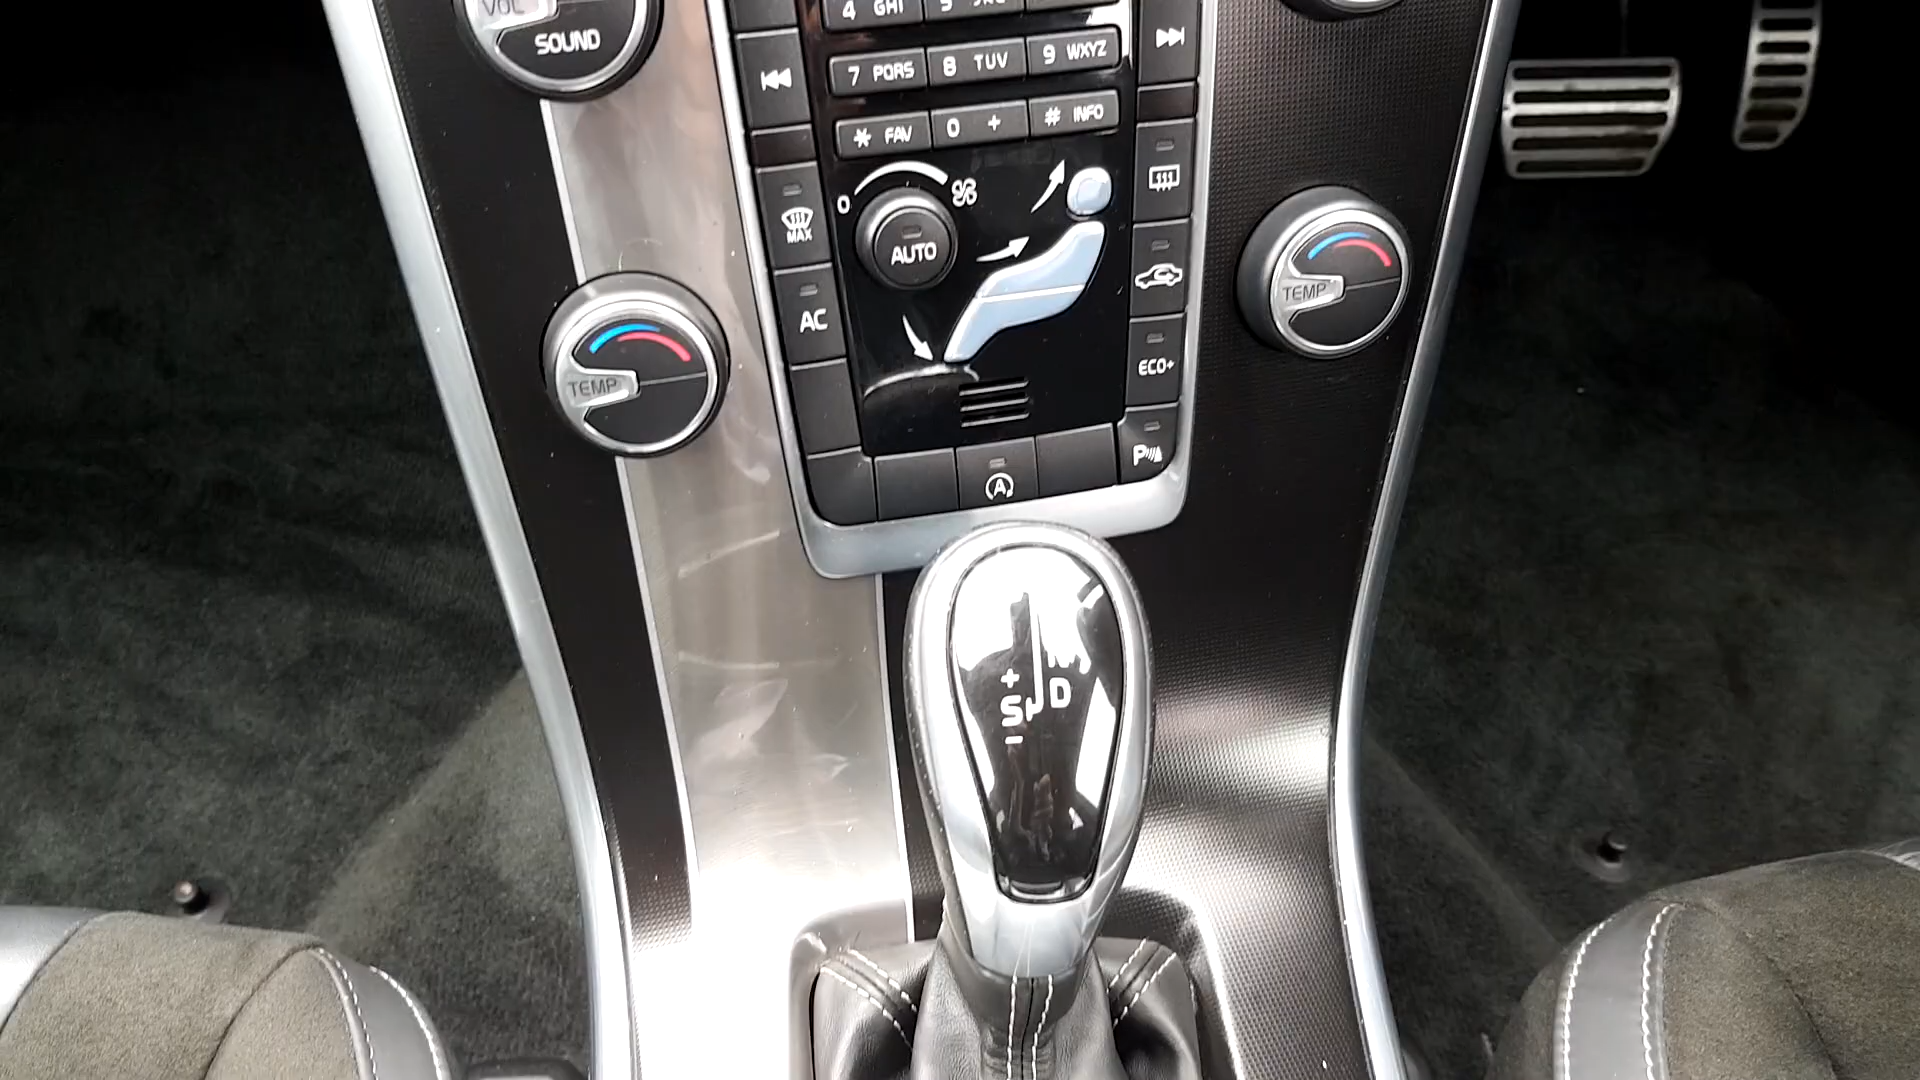 VOL
SOUND
4 GHI
5
7 PQRS
8 TUV
9 WXYZ
* FAV
0 +
# INFO
0
MAX
AUTO
TEMP
AC
TEMP
ECO+
P
A
+
S
D
–